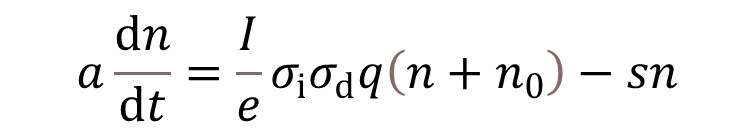 a dn/dt = I/e σᵢσ_d q(n + n₀) − sn